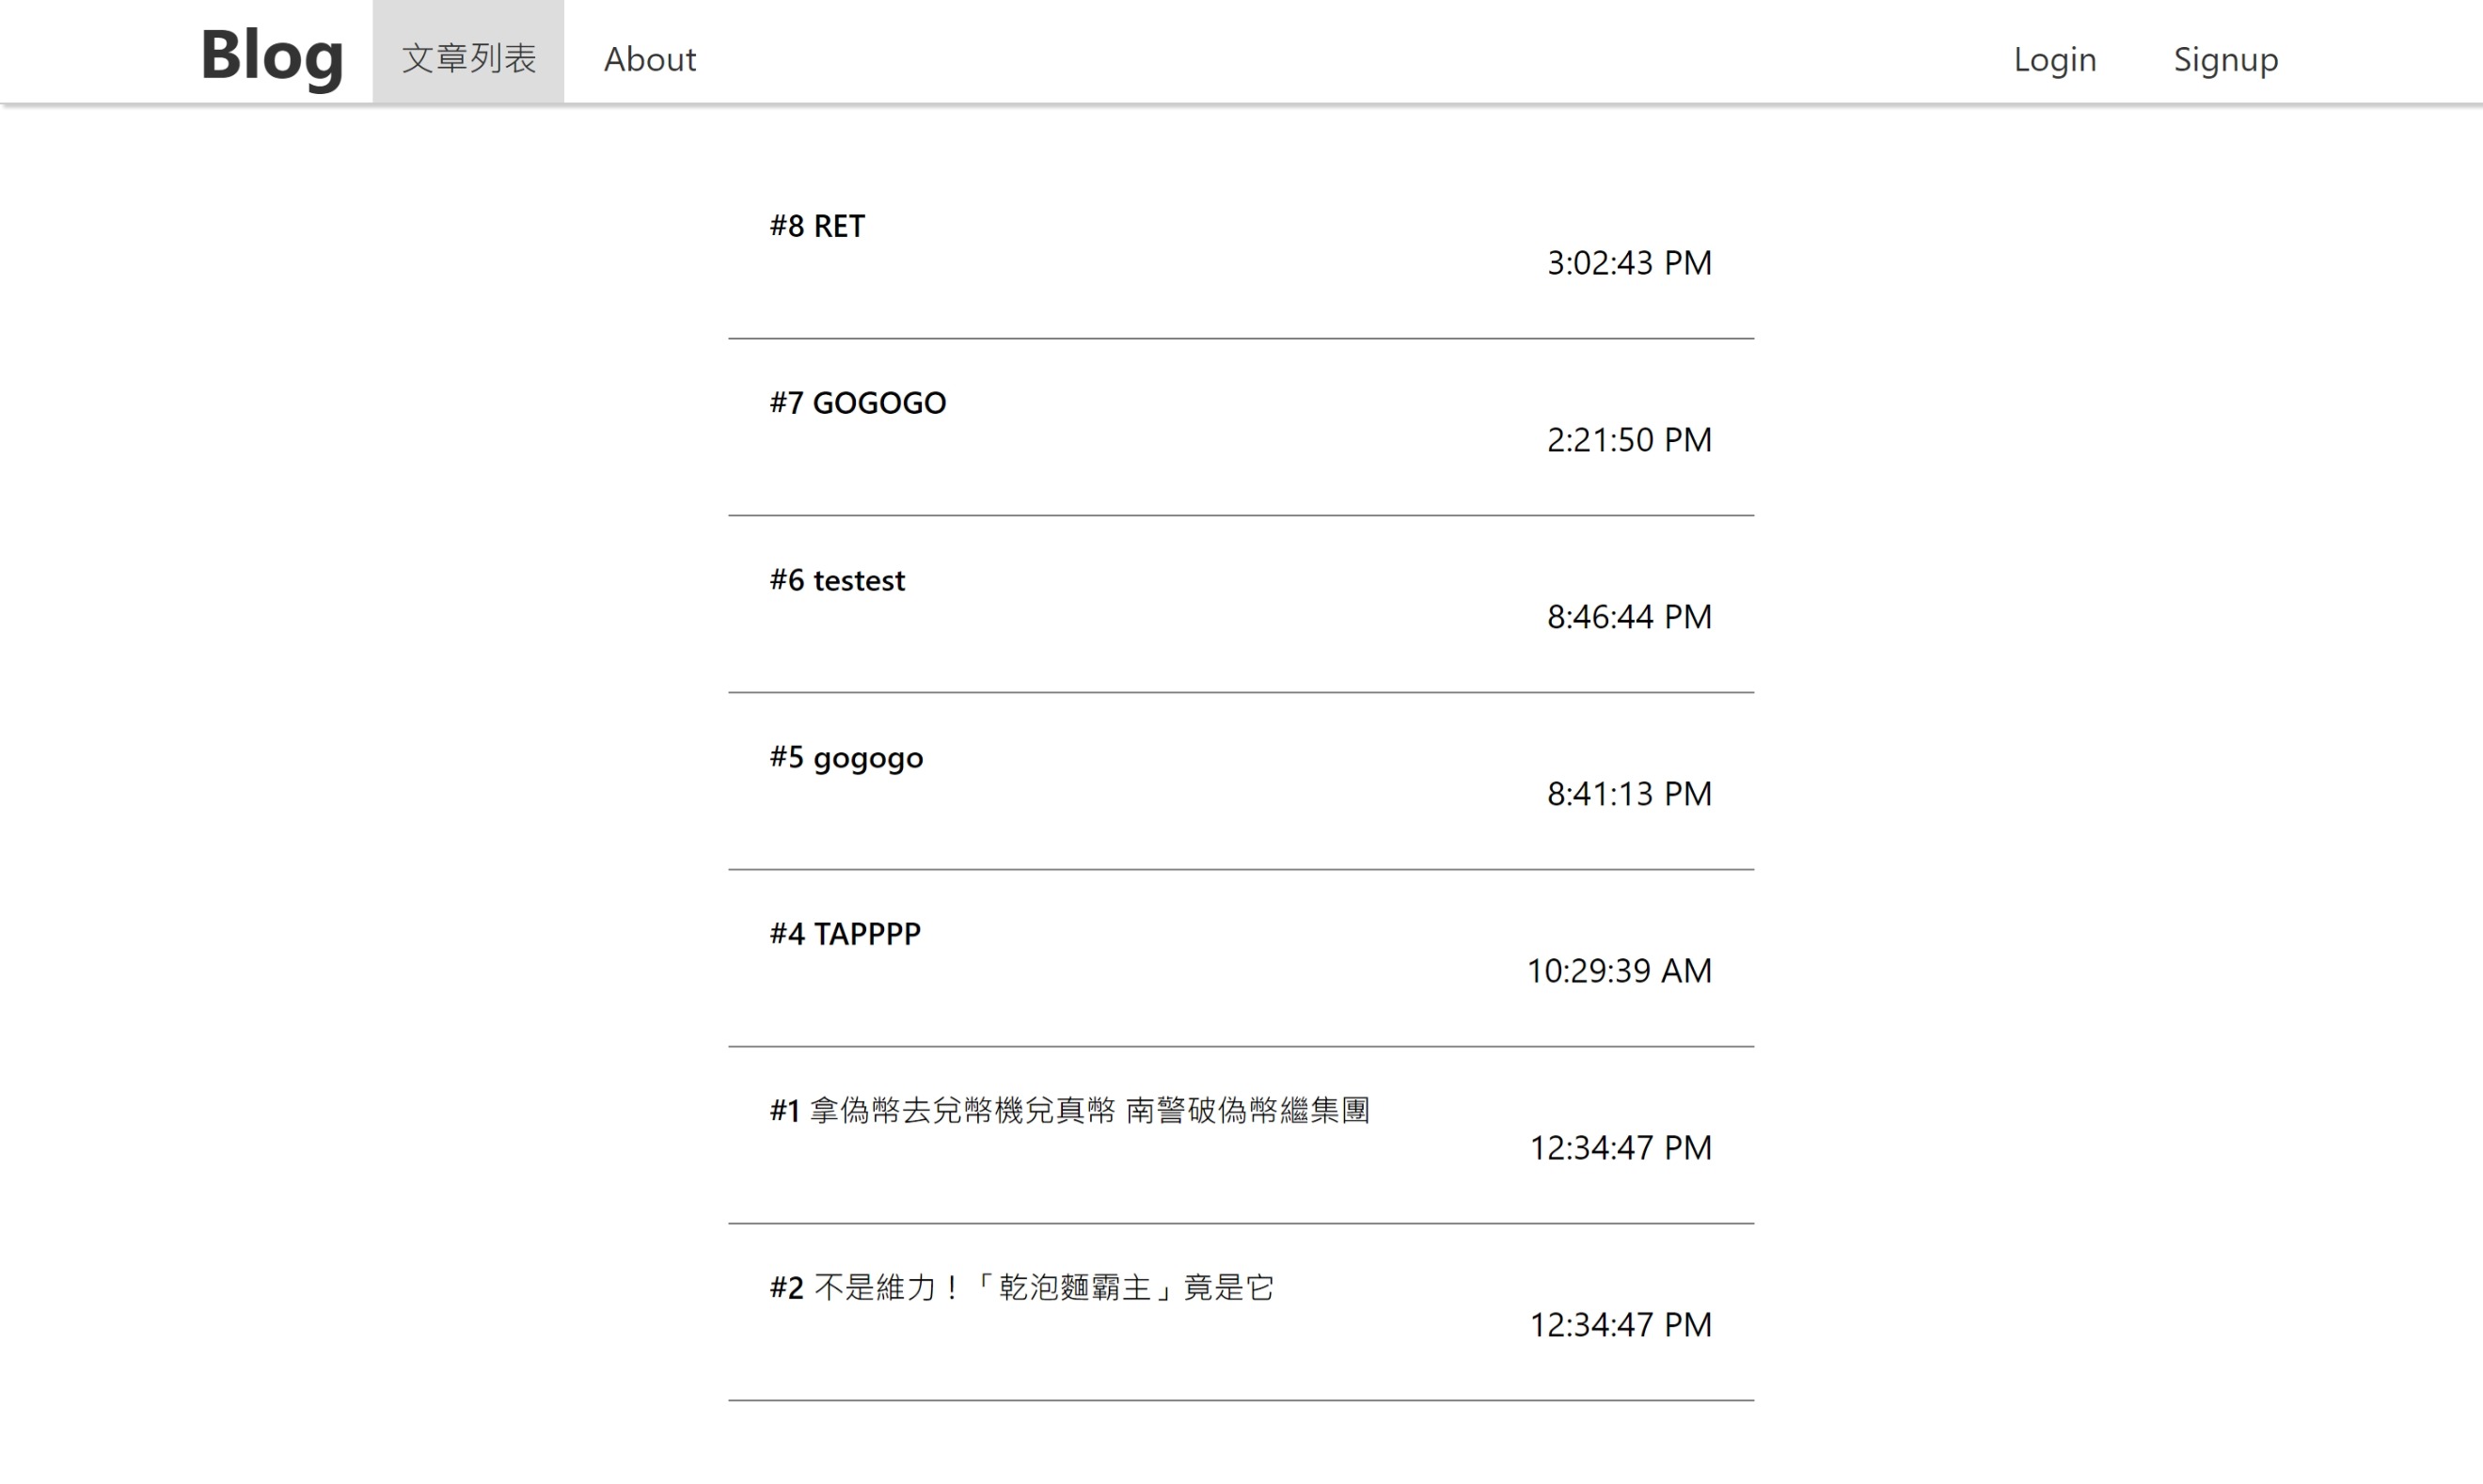 Blog 文章列表 About Login Signup
#8 RET
3:02:43 PM
#7 GOGOGO
2:21:50 PM
#6 testest
8:46:44 PM
#5 gogogo
8:41:13 PM
#4 TAPPPP
10:29:39 AM
#1 拿偽幣去兌幣機兌真幣 南警破偽幣繼集團
12:34:47 PM
#2 不是維力！「乾泡麵霸主」竟是它
12:34:47 PM